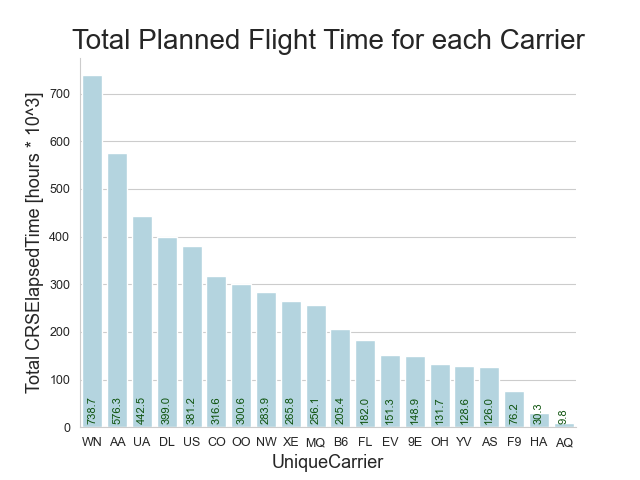 Total Planned Flight Time for each Carrier
Total CRSElapsedTime [hours * 10^3]
700
600
500
400
300
200
100
0
738.7 576.3 442.5 399.0 381.2 316.6 300.6 283.9 265.8 256.1 205.4 182.0 151.3 148.9 131.7 128.6 126.0 76.2 30.3 9.8
WN AA UA DL US CO OO NW XE MQ B6 FL EV 9E OH YV AS F9 HA AQ
UniqueCarrier